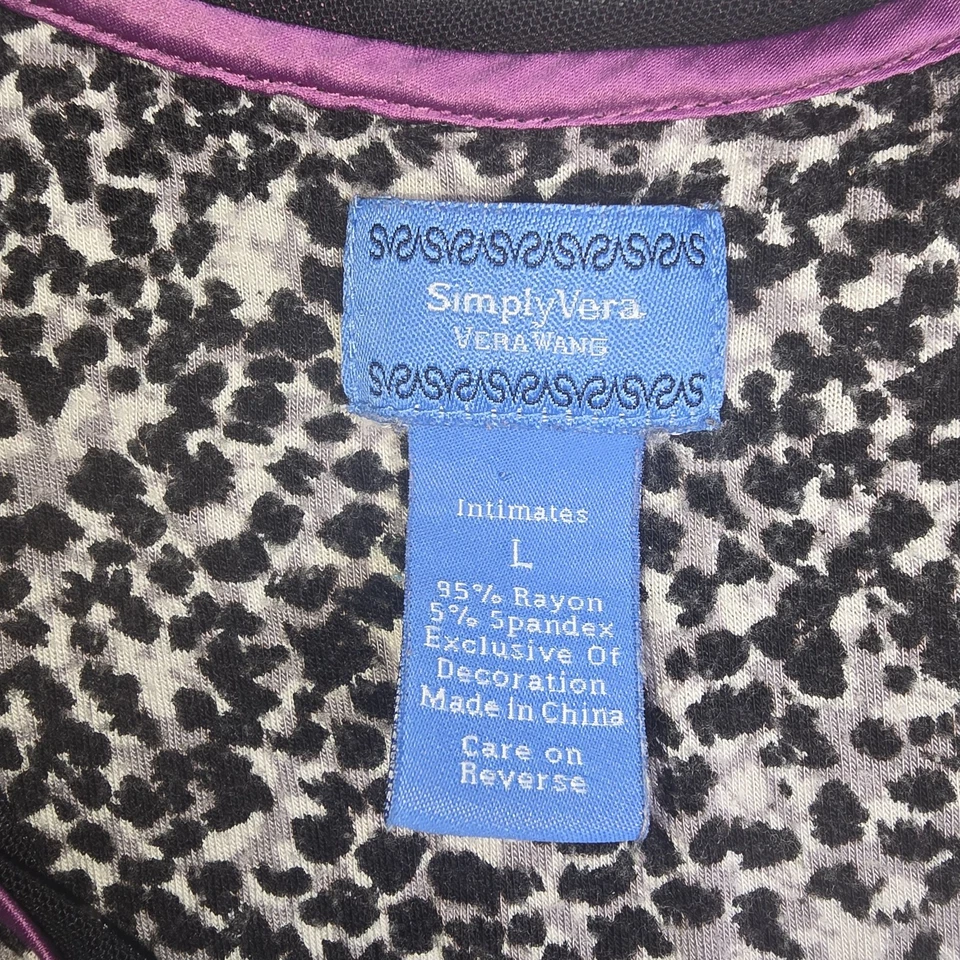 SimplyVera
VERA WANG
Intimates
L
95% Rayon
5% Spandex
Exclusive Of
Decoration
Made In China
Care on
Reverse